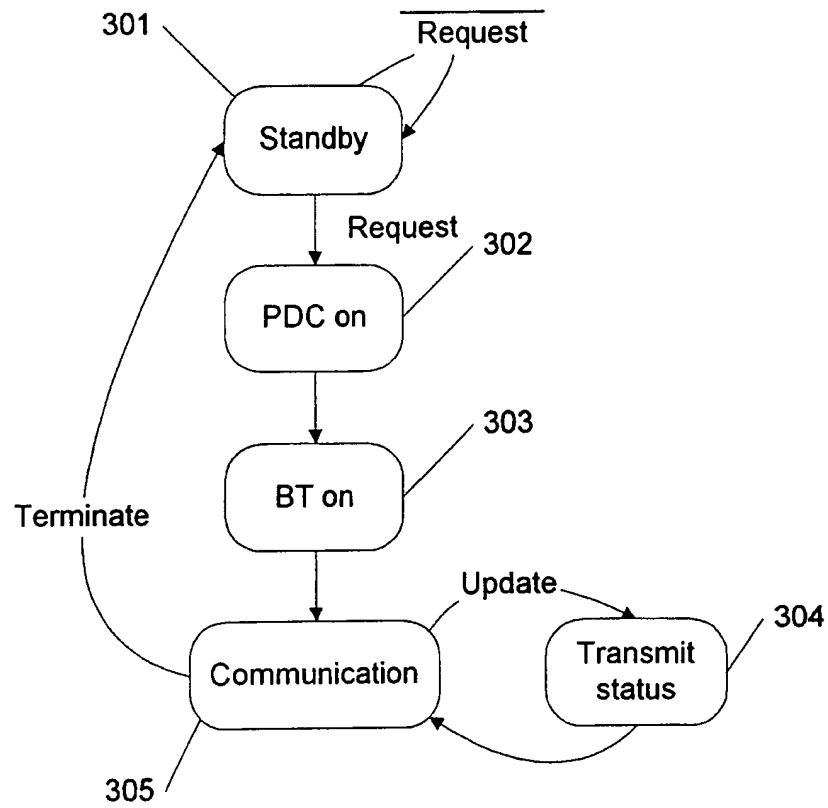 301
Request
Standby
Request
302
PDC on
303
BT on
Terminate
Update
304
Transmit
status
Communication
305